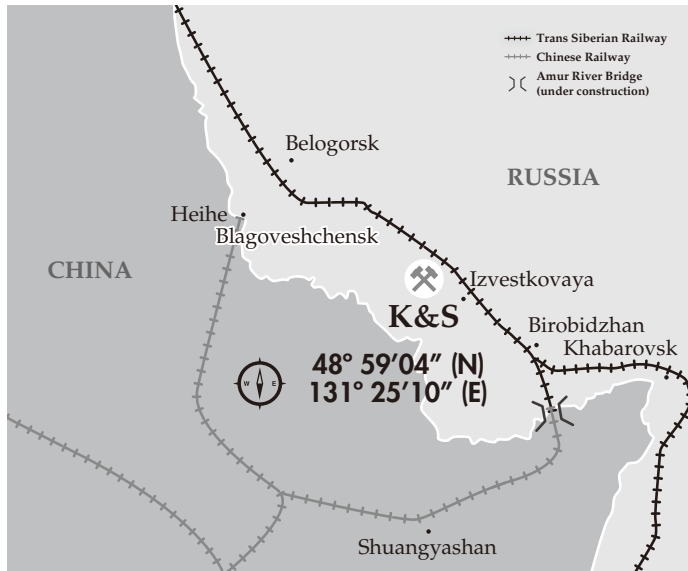 Trans Siberian Railway
Chinese Railway
Amur River Bridge
(under construction)
Belogorsk
RUSSIA
Heihe
Blagoveshchensk
CHINA
Izvestkovaya
K&S
Birobidzhan
Khabarovsk
48° 59'04" (N)
131° 25'10" (E)
W E
Shuangyashan